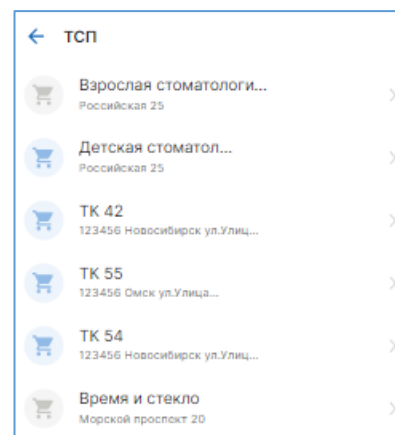 ТСП
Взрослая стоматологи...
Российская 25
Детская стоматол...
Российская 25
ТК 42
123456 Новосибирск ул.Улиц...
ТК 55
123456 Омск ул.Улица...
ТК 54
123456 Новосибирск ул.Улиц...
Время и стекло
Морской проспект 20